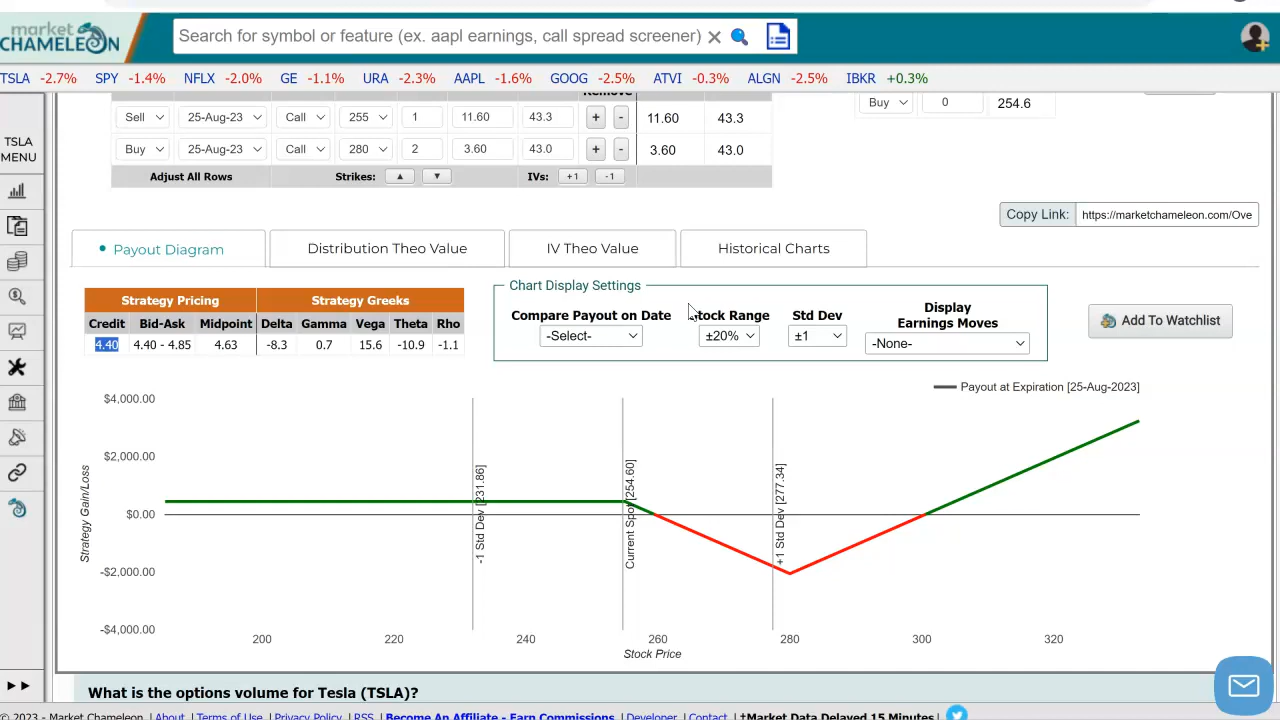 market
CHAMELEON
Search for symbol or feature (ex. aapl earnings, call spread screener)
TSLA -2.7% SPY -1.4% NFLX -2.0% GE -1.1% URA -2.3% AAPL -1.6% GOOG -2.5% ATVI -0.3% ALGN -2.5% IBKR +0.3%
TSLA
MENU
Remove
Buy 0 254.6
Sell 25-Aug-23 Call 255 1 11.60 43.3 + - 11.60 43.3
Buy 25-Aug-23 Call 280 2 3.60 43.0 + - 3.60 43.0
Adjust All Rows Strikes: ▲ ▼ IVs: +1 -1
Copy Link: https://marketchameleon.com/Ove
Payout Diagram Distribution Theo Value IV Theo Value Historical Charts
Strategy Pricing Strategy Greeks
Credit Bid-Ask Midpoint Delta Gamma Vega Theta Rho
4.40 4.40 - 4.85 4.63 -8.3 0.7 15.6 -10.9 -1.1
Chart Display Settings
Compare Payout on Date Stock Range Std Dev Display
Earnings Moves
-Select- ±20% ±1 -None-
Add To Watchlist
Payout at Expiration [25-Aug-2023]
$4,000.00
$2,000.00
$0.00
-$2,000.00
-$4,000.00
Strategy Gain/Loss
-1 Std Dev [231.86]
Current Spot [254.60]
+1 Std Dev [277.34]
200 220 240 260 280 300 320
Stock Price
What is the options volume for Tesla (TSLA)?
© 2023 - Market Chameleon | About | Terms of Use | Privacy Policy | RSS | Become An Affiliate - Earn Commissions | Developer | Contact | †Market Data Delayed 15 Minutes |